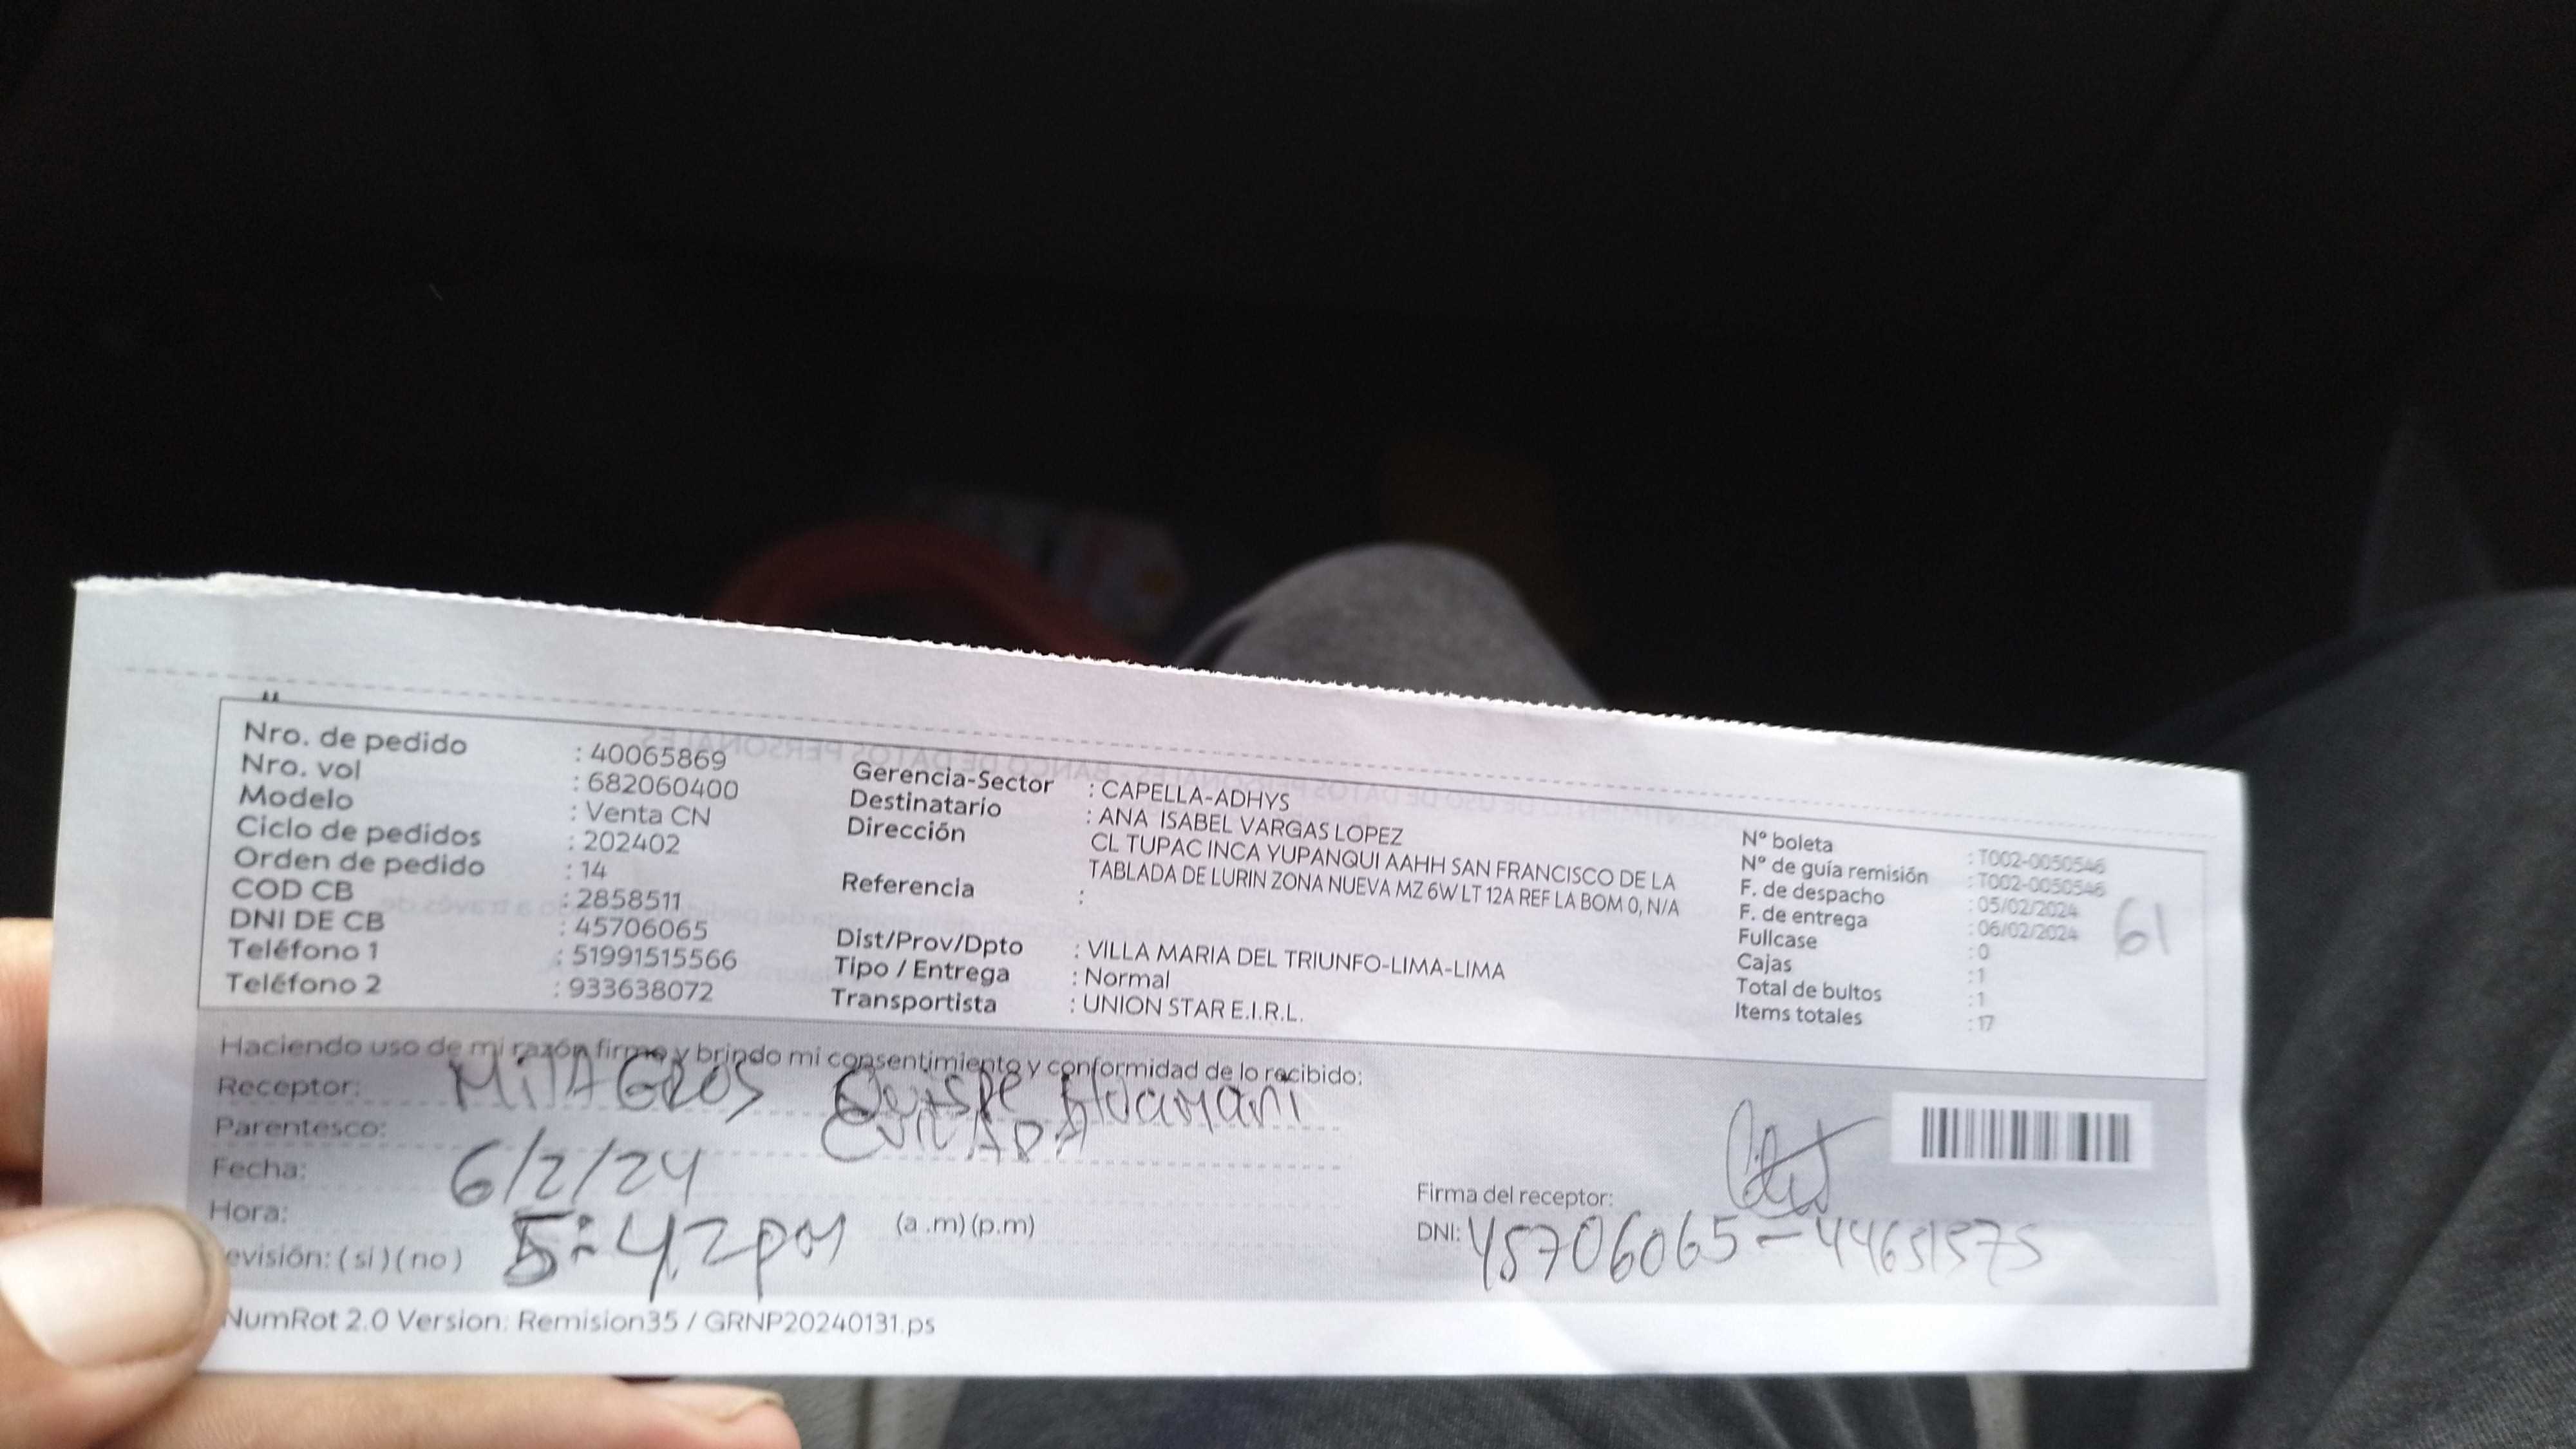 Nro. de pedido : 40065869
Nro. vol : 682060400
Modelo : Venta CN
Ciclo de pedidos : 202402
Orden de pedido : 14
COD CB : 2858511
DNI DE CB : 45706065
Teléfono 1 : 51991515566
Teléfono 2 : 933638072
Gerencia-Sector : CAPELLA-ADHYS
Destinatario : ANA ISABEL VARGAS LOPEZ
Dirección CL TUPAC INCA YUPANQUI AAHH SAN FRANCISCO DE LA
TABLADA DE LURIN ZONA NUEVA MZ 6W LT 12A REF LA BOM 0, N/A
Referencia :
Dist/Prov/Dpto : VILLA MARIA DEL TRIUNFO-LIMA-LIMA
Tipo / Entrega : Normal
Transportista : UNION STAR E.I.R.L.
Nº boleta : T002-0050546
Nº de guía remisión : T002-0050546
F. de despacho : 05/02/2024
F. de entrega : 06/02/2024
Fullcase : 0
Cajas : 1
Total de bultos : 1
Items totales : 17
61
Haciendo uso de mi razón firmo y brindo mi consentimiento y conformidad de lo recibido:
Receptor: MilAGROS Quispe Huamani
Parentesco: CUÑADA
Fecha: 6/2/24
Hora: 5:42pm (a .m) (p.m)
evisión: ( si ) ( no )
Firma del receptor:
DNI: 45706065-44651575
NumRot 2.0 Version: Remision35 / GRNP20240131.ps